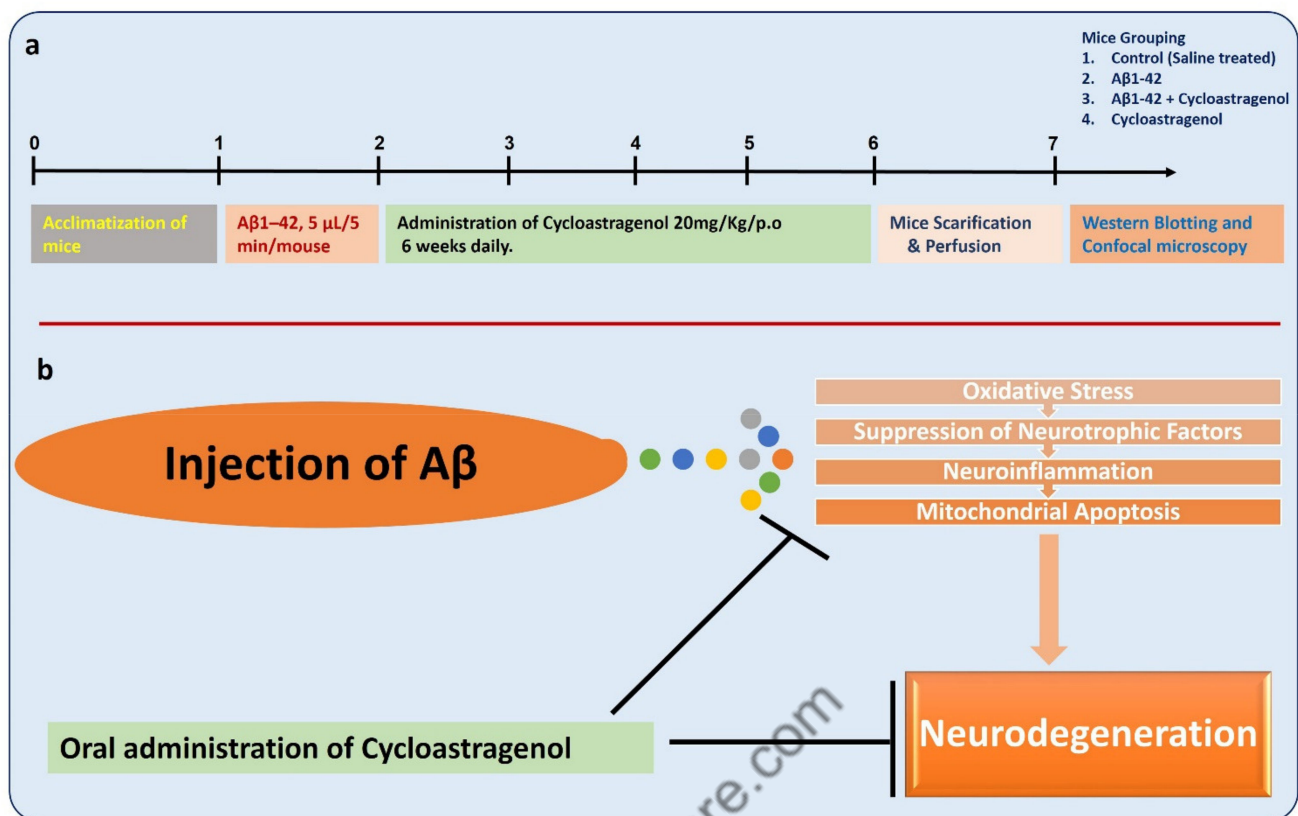 a
Mice Grouping
1. Control (Saline treated)
2. Aβ1-42
3. Aβ1-42 + Cycloastragenol
4. Cycloastragenol
0 1 2 3 4 5 6 7
Acclimatization of
mice
Aβ1–42, 5 µL/5
min/mouse
Administration of Cycloastragenol 20mg/Kg/p.o
6 weeks daily.
Mice Scarification
& Perfusion
Western Blotting and
Confocal microscopy
b
Injection of Aβ
Oxidative Stress
Suppression of Neurotrophic Factors
Neuroinflammation
Mitochondrial Apoptosis
Oral administration of Cycloastragenol
Neurodegeneration
re.com